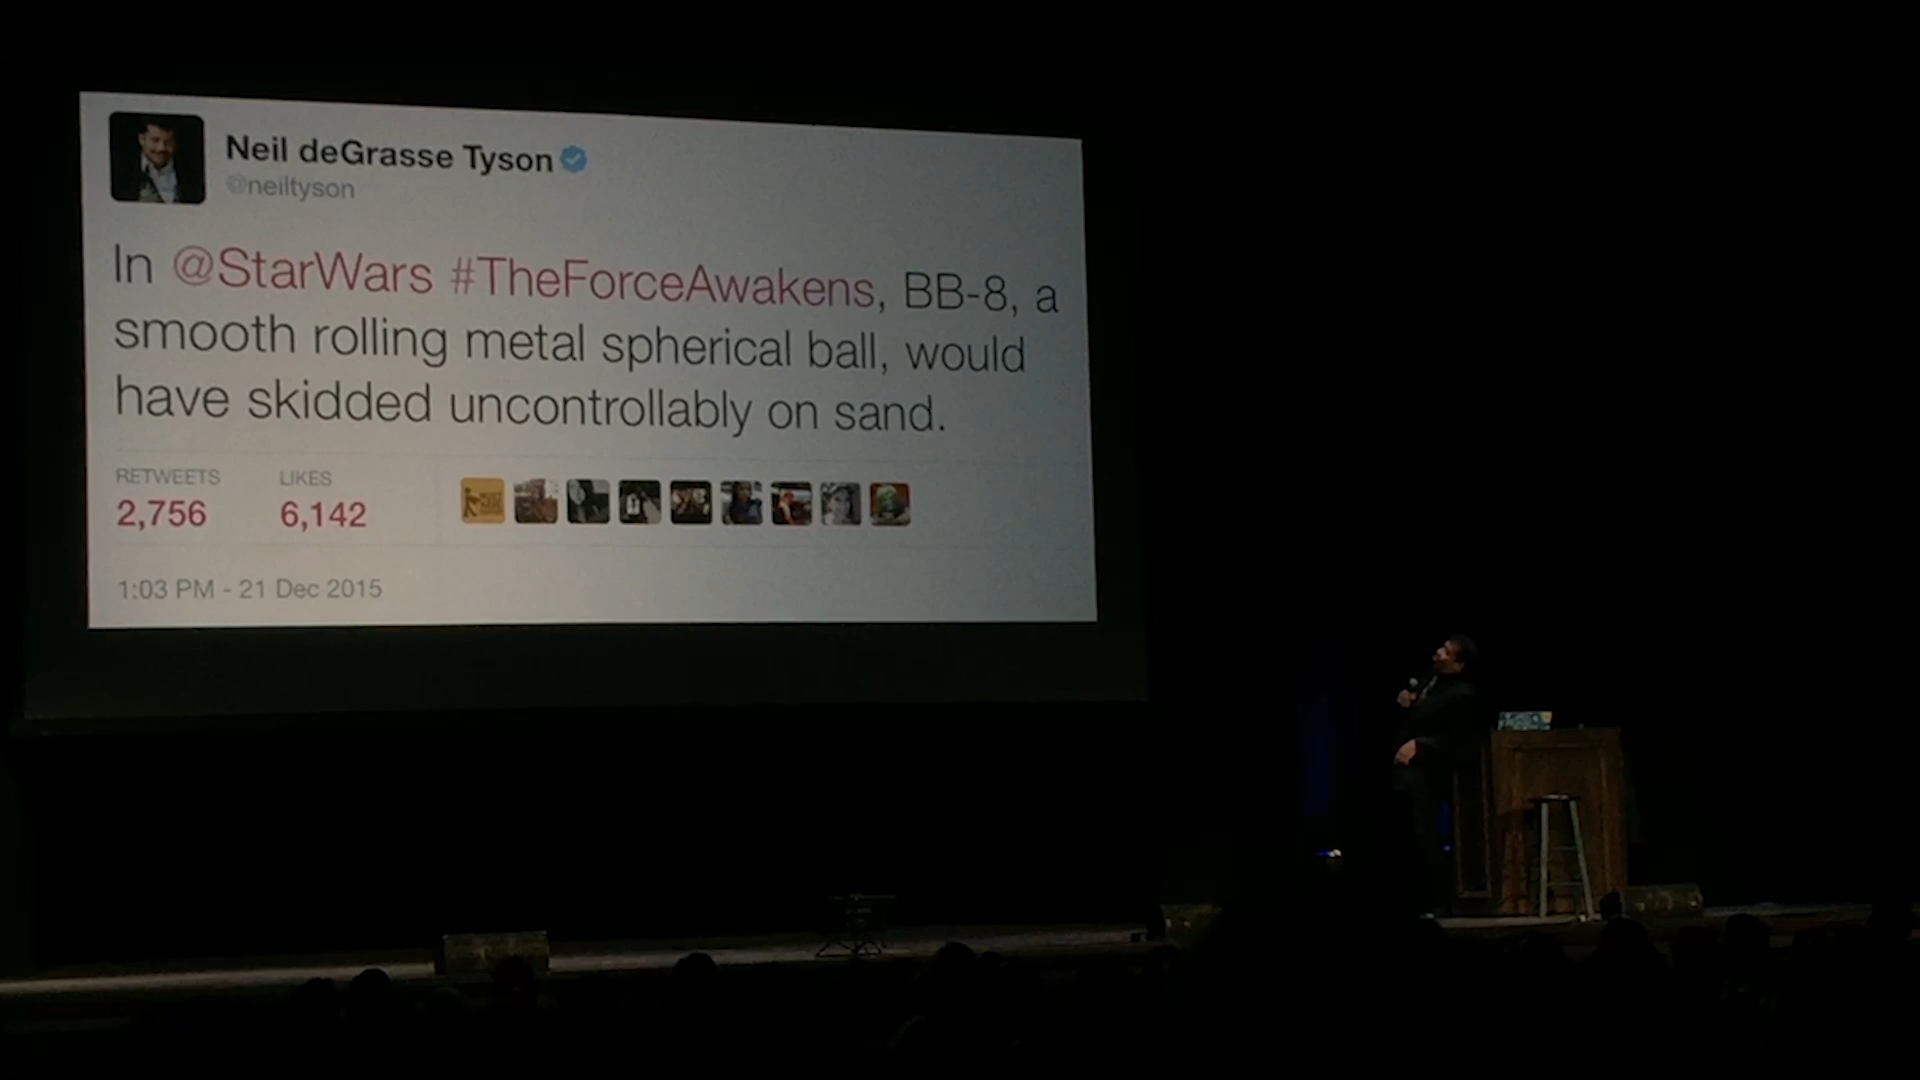 Neil deGrasse Tyson
@neiltyson
In @StarWars #TheForceAwakens, BB-8, a
smooth rolling metal spherical ball, would
have skidded uncontrollably on sand.
RETWEETS LIKES
2,756 6,142
1:03 PM - 21 Dec 2015